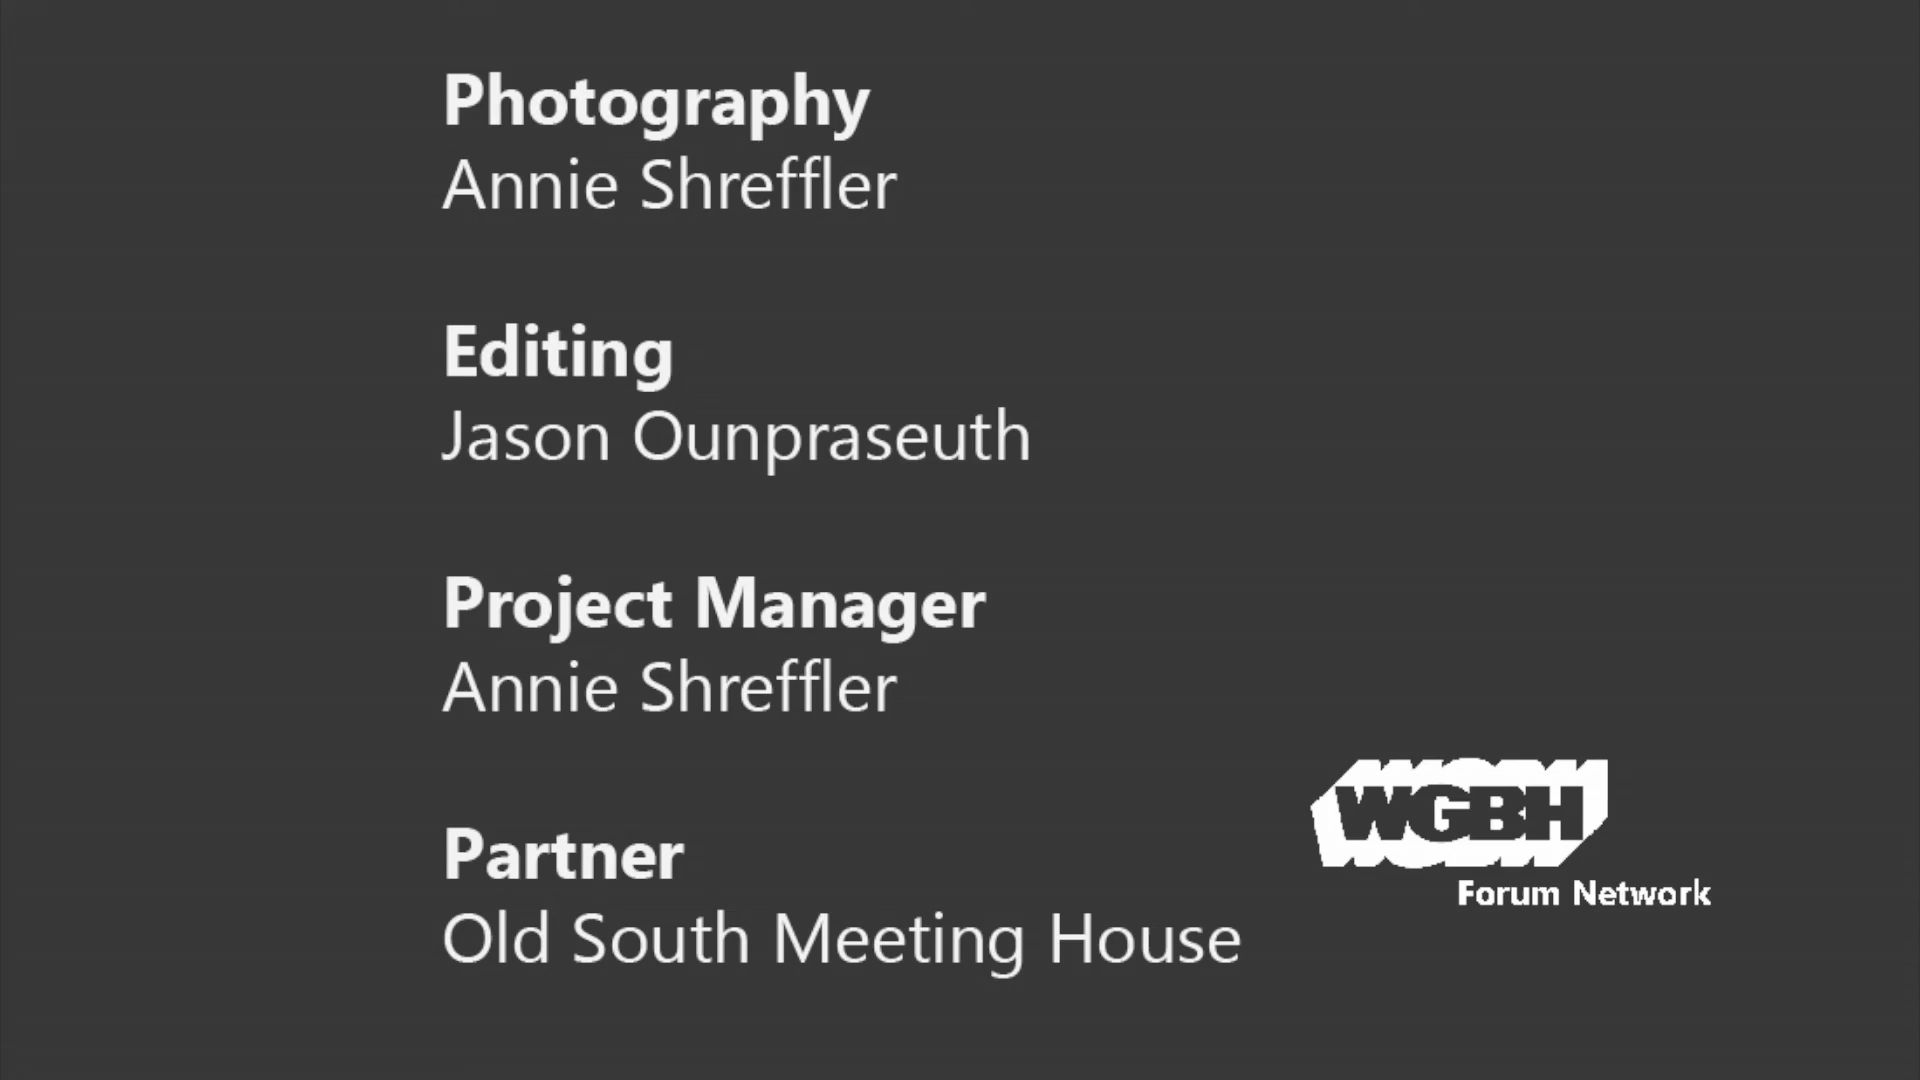 Photography
Annie Shreffler
Editing
Jason Ounpraseuth
Project Manager
Annie Shreffler
Partner
Old South Meeting House
WGBH
Forum Network